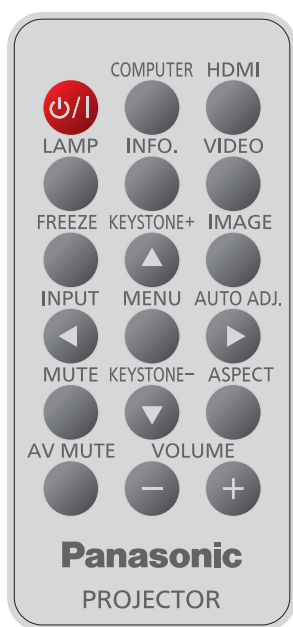 COMPUTER HDMI
⏻/I
LAMP INFO. VIDEO
FREEZE KEYSTONE+ IMAGE
INPUT MENU AUTO ADJ.
MUTE KEYSTONE− ASPECT
AV MUTE VOLUME
− +
Panasonic
PROJECTOR